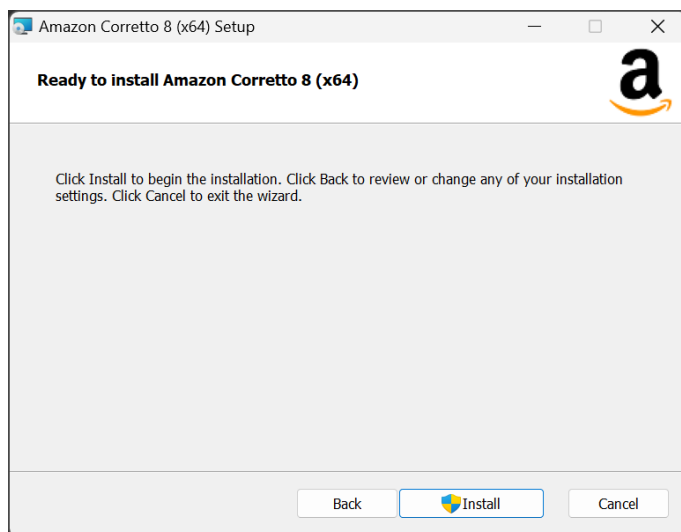 Amazon Corretto 8 (x64) Setup
Ready to install Amazon Corretto 8 (x64)
a
Click Install to begin the installation. Click Back to review or change any of your installation
settings. Click Cancel to exit the wizard.
Back
Install
Cancel